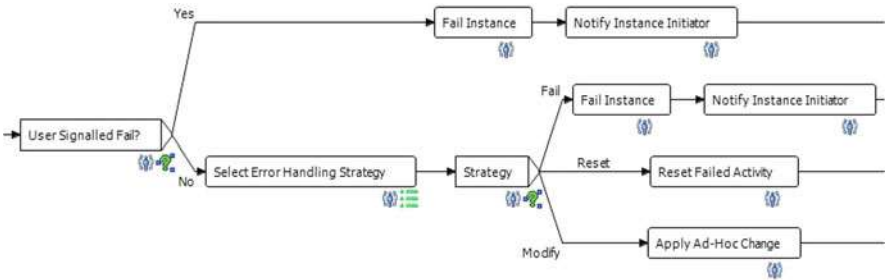 Yes
Fail Instance
Notify Instance Initiator
Fail
Fail Instance
Notify Instance Initiator
User Signalled Fail?
No
Select Error Handling Strategy
Strategy
Reset
Reset Failed Activity
Modify
Apply Ad-Hoc Change